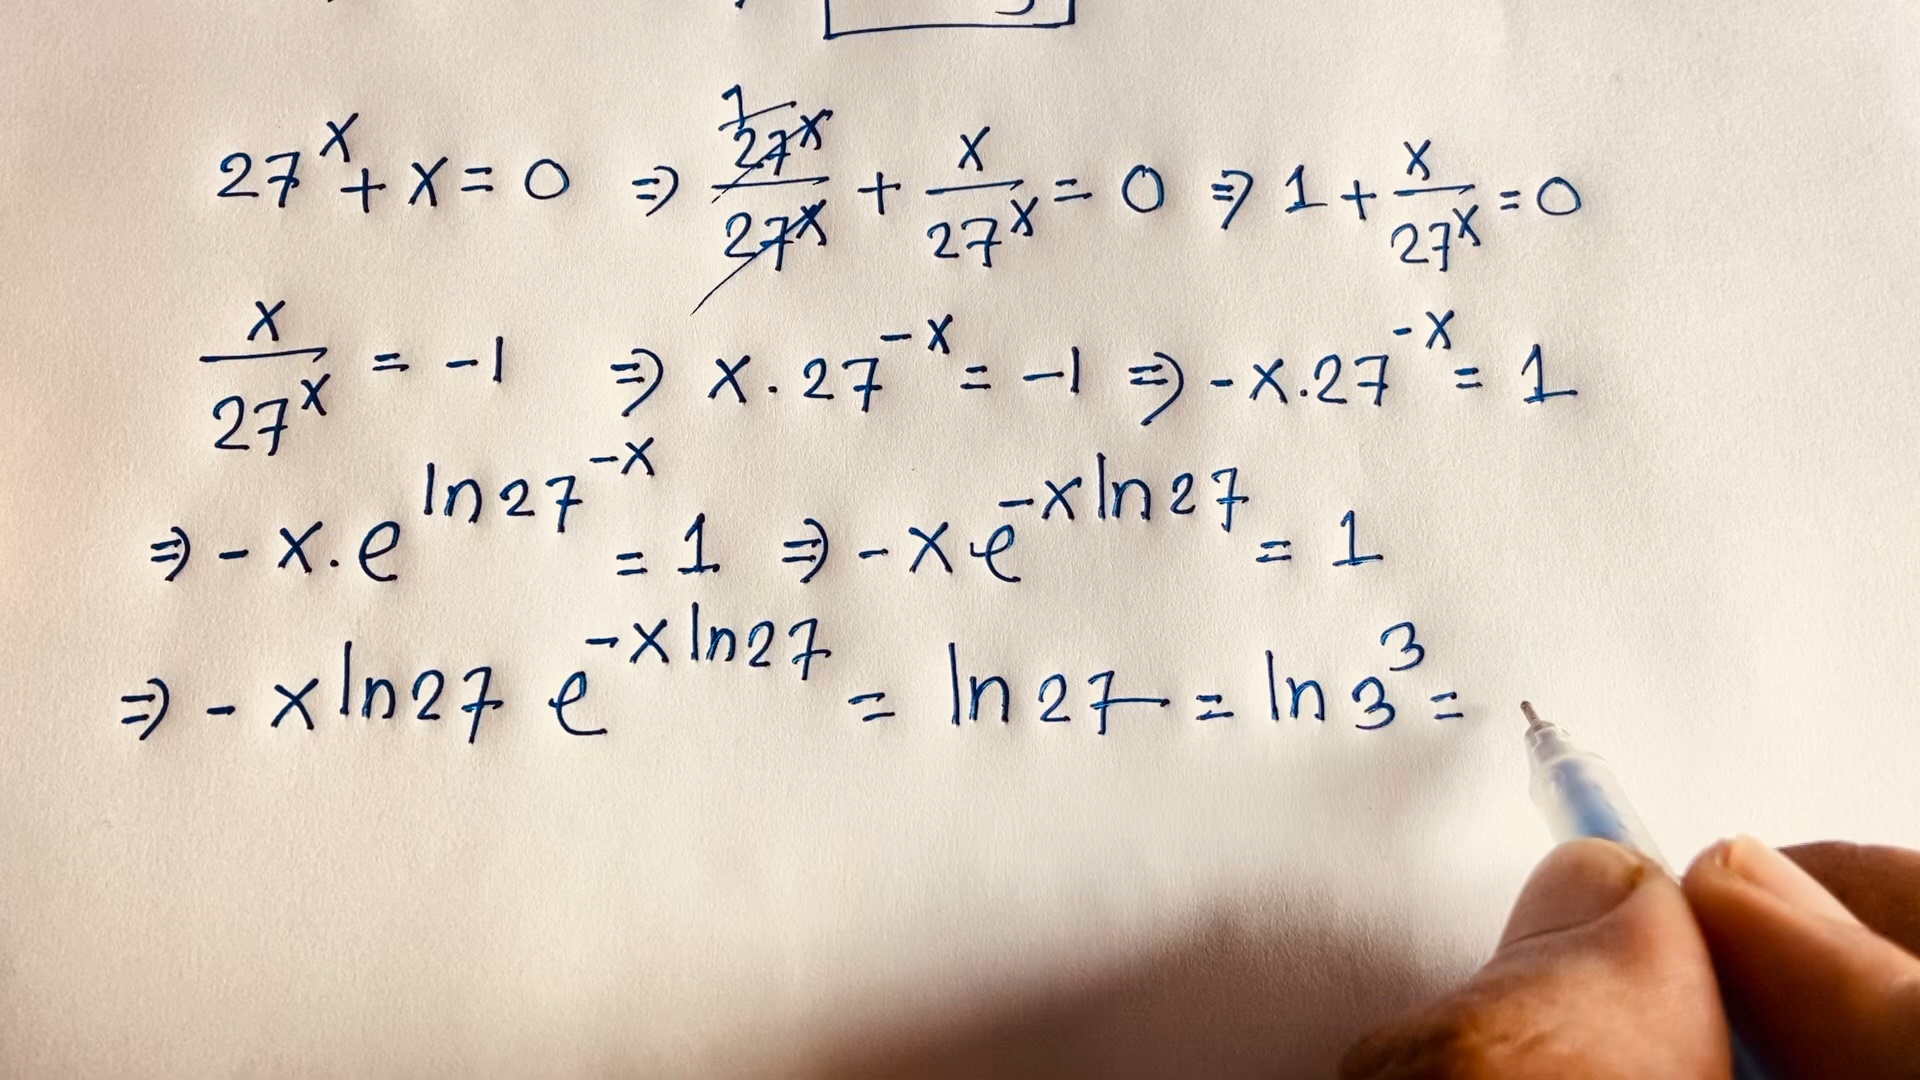 27^x + x = 0 ⇒ 27^x/27^x 1 + x/27^x = 0 ⇒ 1 + x/27^x = 0
x/27^x = -1 ⇒ x . 27^-x = -1 ⇒ -x . 27^-x = 1
⇒ -x . e^ln 27^-x = 1 ⇒ -x e^-x ln 27 = 1
⇒ -x ln 27 e^-x ln 27 = ln 27 = ln 3^3 =